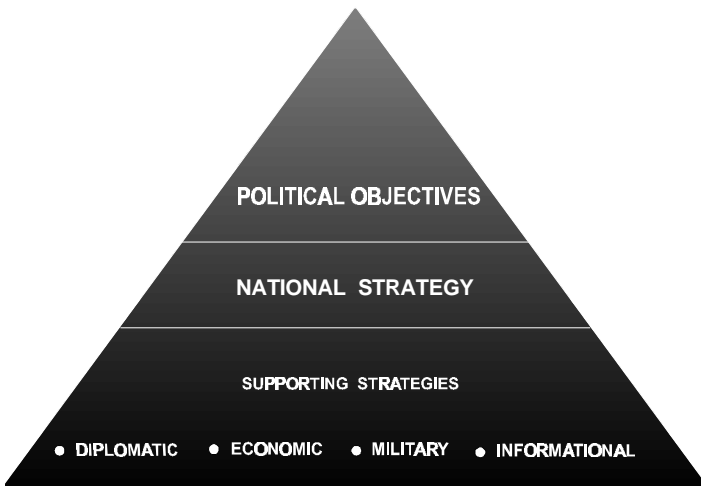 POLITICAL OBJECTIVES
NATIONAL STRATEGY
SUPPORTING STRATEGIES
• DIPLOMATIC • ECONOMIC • MILITARY • INFORMATIONAL